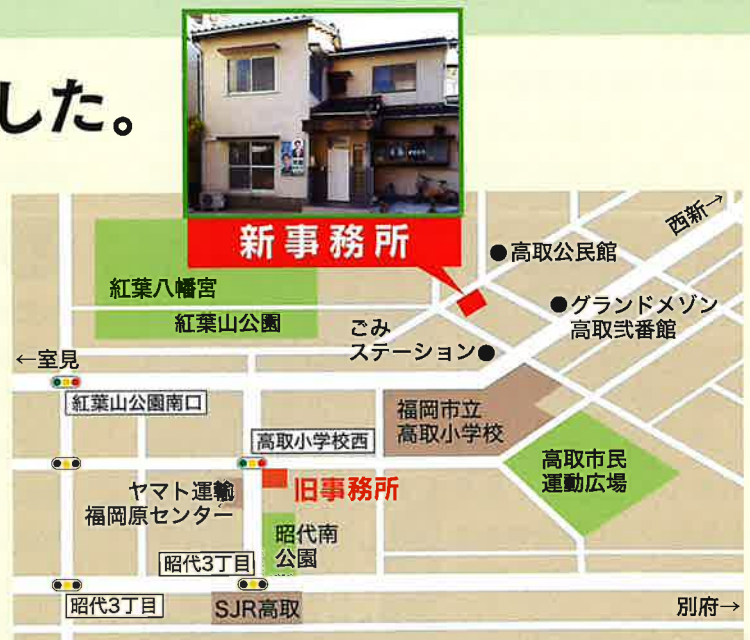 した。
新事務所
西新→
●高取公民館
紅葉八幡宮
●グランドメゾン
高取弐番館
紅葉山公園
ごみ
ステーション●
←室見
紅葉山公園南口
福岡市立
高取小学校
高取小学校西
高取市民
運動広場
ヤマト運輸
福岡原センター
旧事務所
昭代南
公園
昭代3丁目
昭代3丁目
SJR高取
別府→